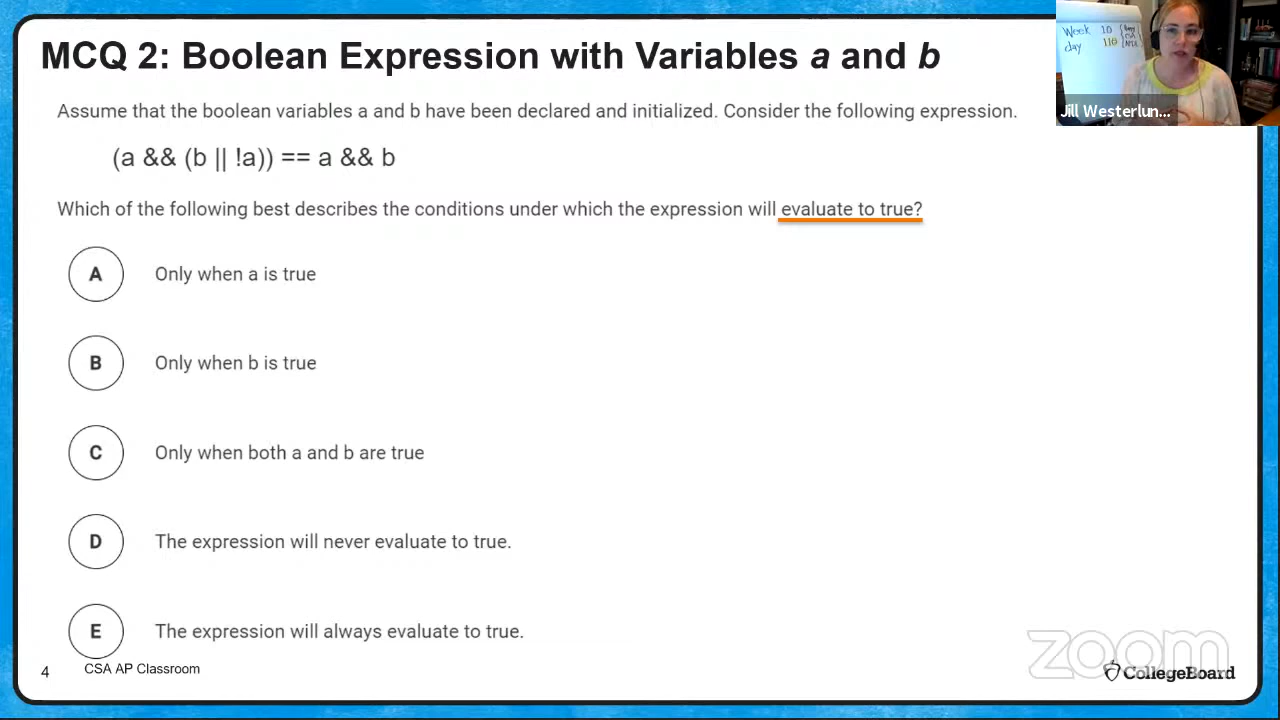 MCQ 2: Boolean Expression with Variables a and b
Assume that the boolean variables a and b have been declared and initialized. Consider the following expression.
(a && (b || !a)) == a && b
Which of the following best describes the conditions under which the expression will evaluate to true?
A Only when a is true
B Only when b is true
C Only when both a and b are true
D The expression will never evaluate to true.
E The expression will always evaluate to true.
4 CSA AP Classroom
zoom
CollegeBoard
Week 10
day 110
Jill Westerlun...